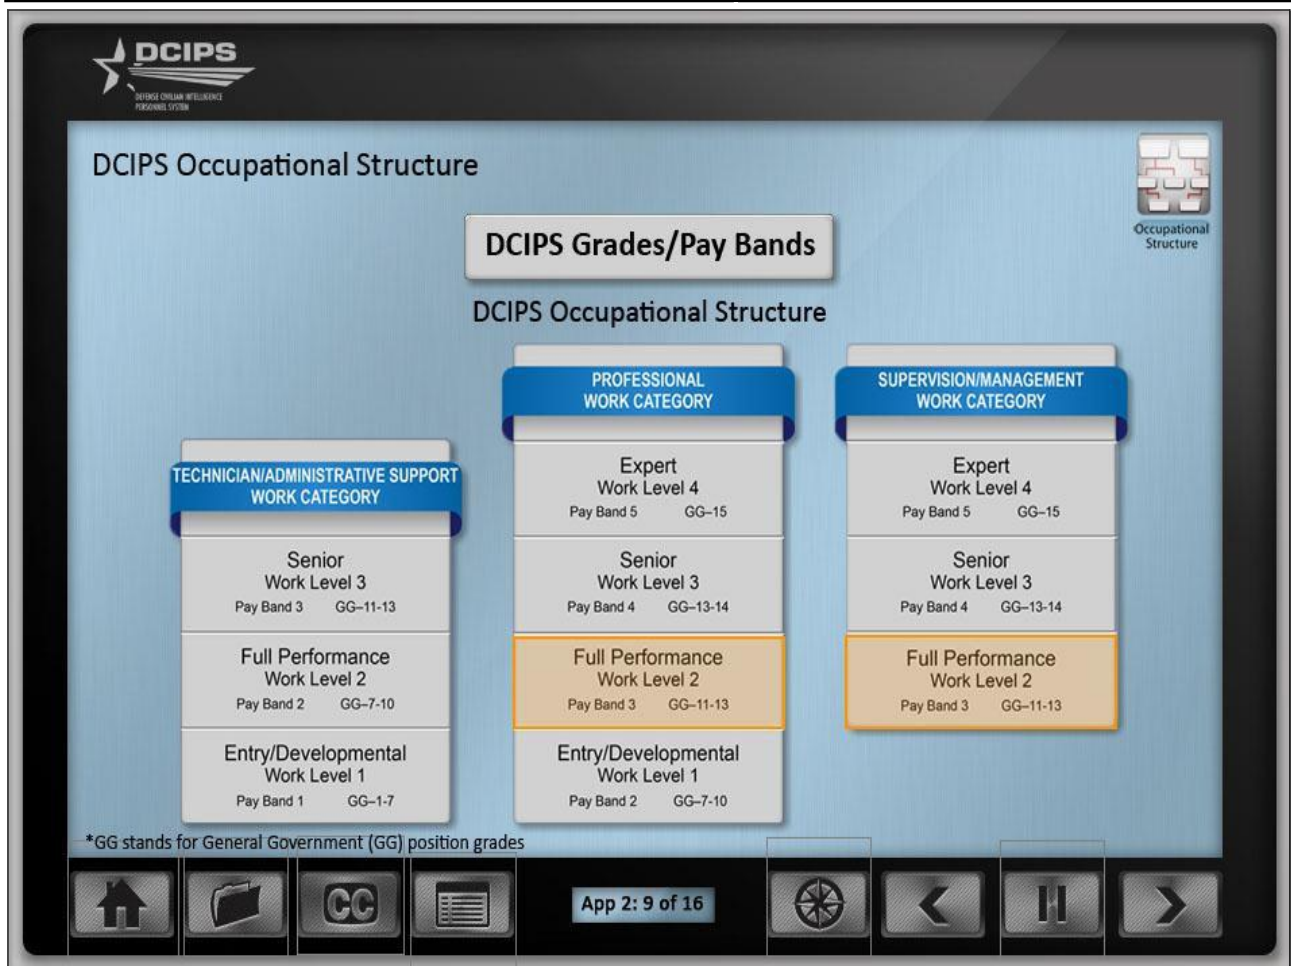 DCIPS
DEFENSE CIVILIAN INTELLIGENCE
PERSONNEL SYSTEM
DCIPS Occupational Structure
Occupational
Structure
DCIPS Grades/Pay Bands
DCIPS Occupational Structure
TECHNICIAN/ADMINISTRATIVE SUPPORT
WORK CATEGORY
Senior
Work Level 3
Pay Band 3 GG–11-13
Full Performance
Work Level 2
Pay Band 2 GG–7-10
Entry/Developmental
Work Level 1
Pay Band 1 GG–1-7
PROFESSIONAL
WORK CATEGORY
Expert
Work Level 4
Pay Band 5 GG–15
Senior
Work Level 3
Pay Band 4 GG–13-14
Full Performance
Work Level 2
Pay Band 3 GG–11-13
Entry/Developmental
Work Level 1
Pay Band 2 GG–7-10
SUPERVISION/MANAGEMENT
WORK CATEGORY
Expert
Work Level 4
Pay Band 5 GG–15
Senior
Work Level 3
Pay Band 4 GG–13-14
Full Performance
Work Level 2
Pay Band 3 GG–11-13
*GG stands for General Government (GG) position grades
CC
App 2: 9 of 16